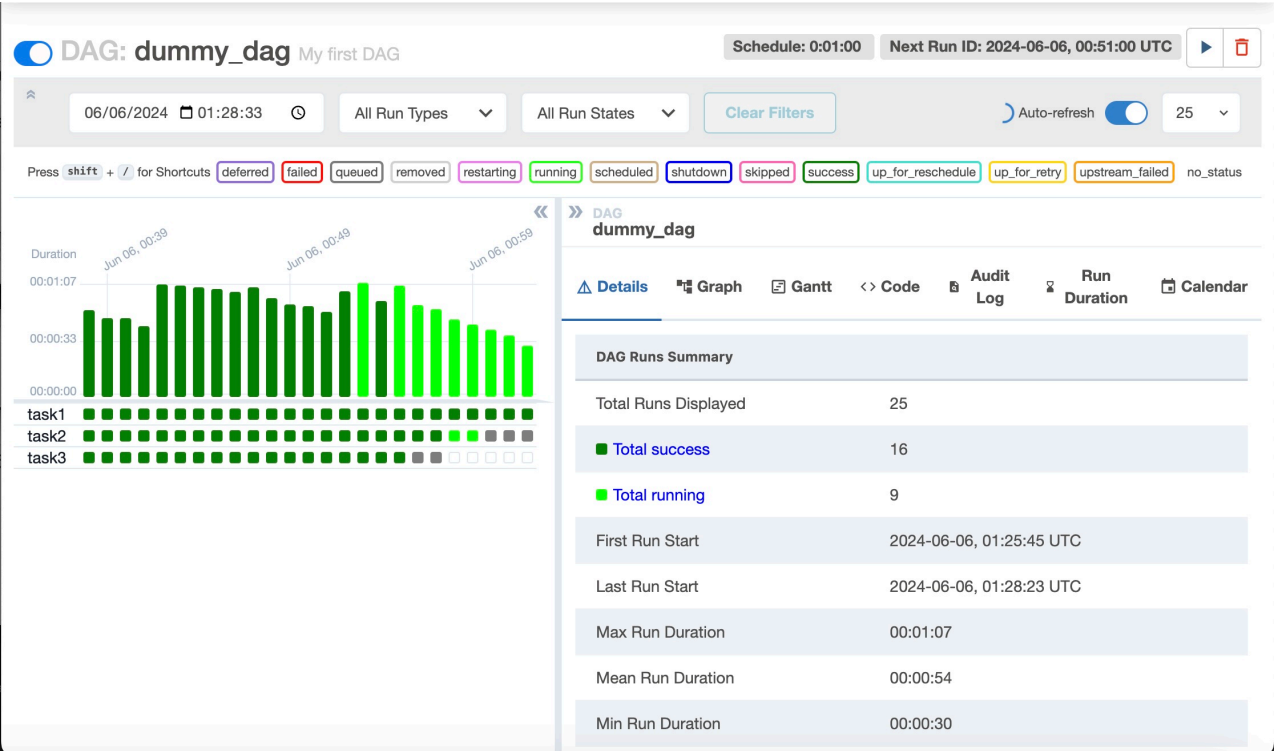 DAG: dummy_dag My first DAG
Schedule: 0:01:00 Next Run ID: 2024-06-06, 00:51:00 UTC
06/06/2024 01:28:33 All Run Types All Run States Clear Filters Auto-refresh 25
Press shift + / for Shortcuts deferred failed queued removed restarting running scheduled shutdown skipped success up_for_reschedule up_for_retry upstream_failed no_status
Duration
Jun 06, 00:39 Jun 06, 00:49 Jun 06, 00:59
00:01:07
00:00:33
00:00:00
task1
task2
task3
DAG
dummy_dag
Details Graph Gantt Code Audit Log Run Duration Calendar
DAG Runs Summary
Total Runs Displayed 25
Total success 16
Total running 9
First Run Start 2024-06-06, 01:25:45 UTC
Last Run Start 2024-06-06, 01:28:23 UTC
Max Run Duration 00:01:07
Mean Run Duration 00:00:54
Min Run Duration 00:00:30